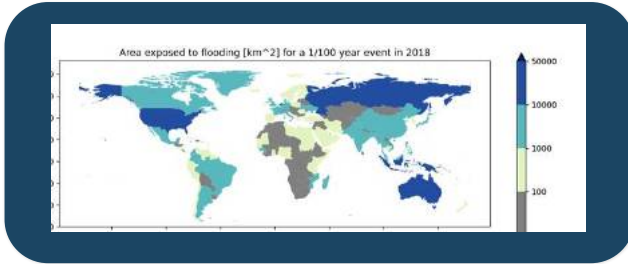 Area exposed to flooding [km^2] for a 1/100 year event in 2018
50000
10000
1000
100